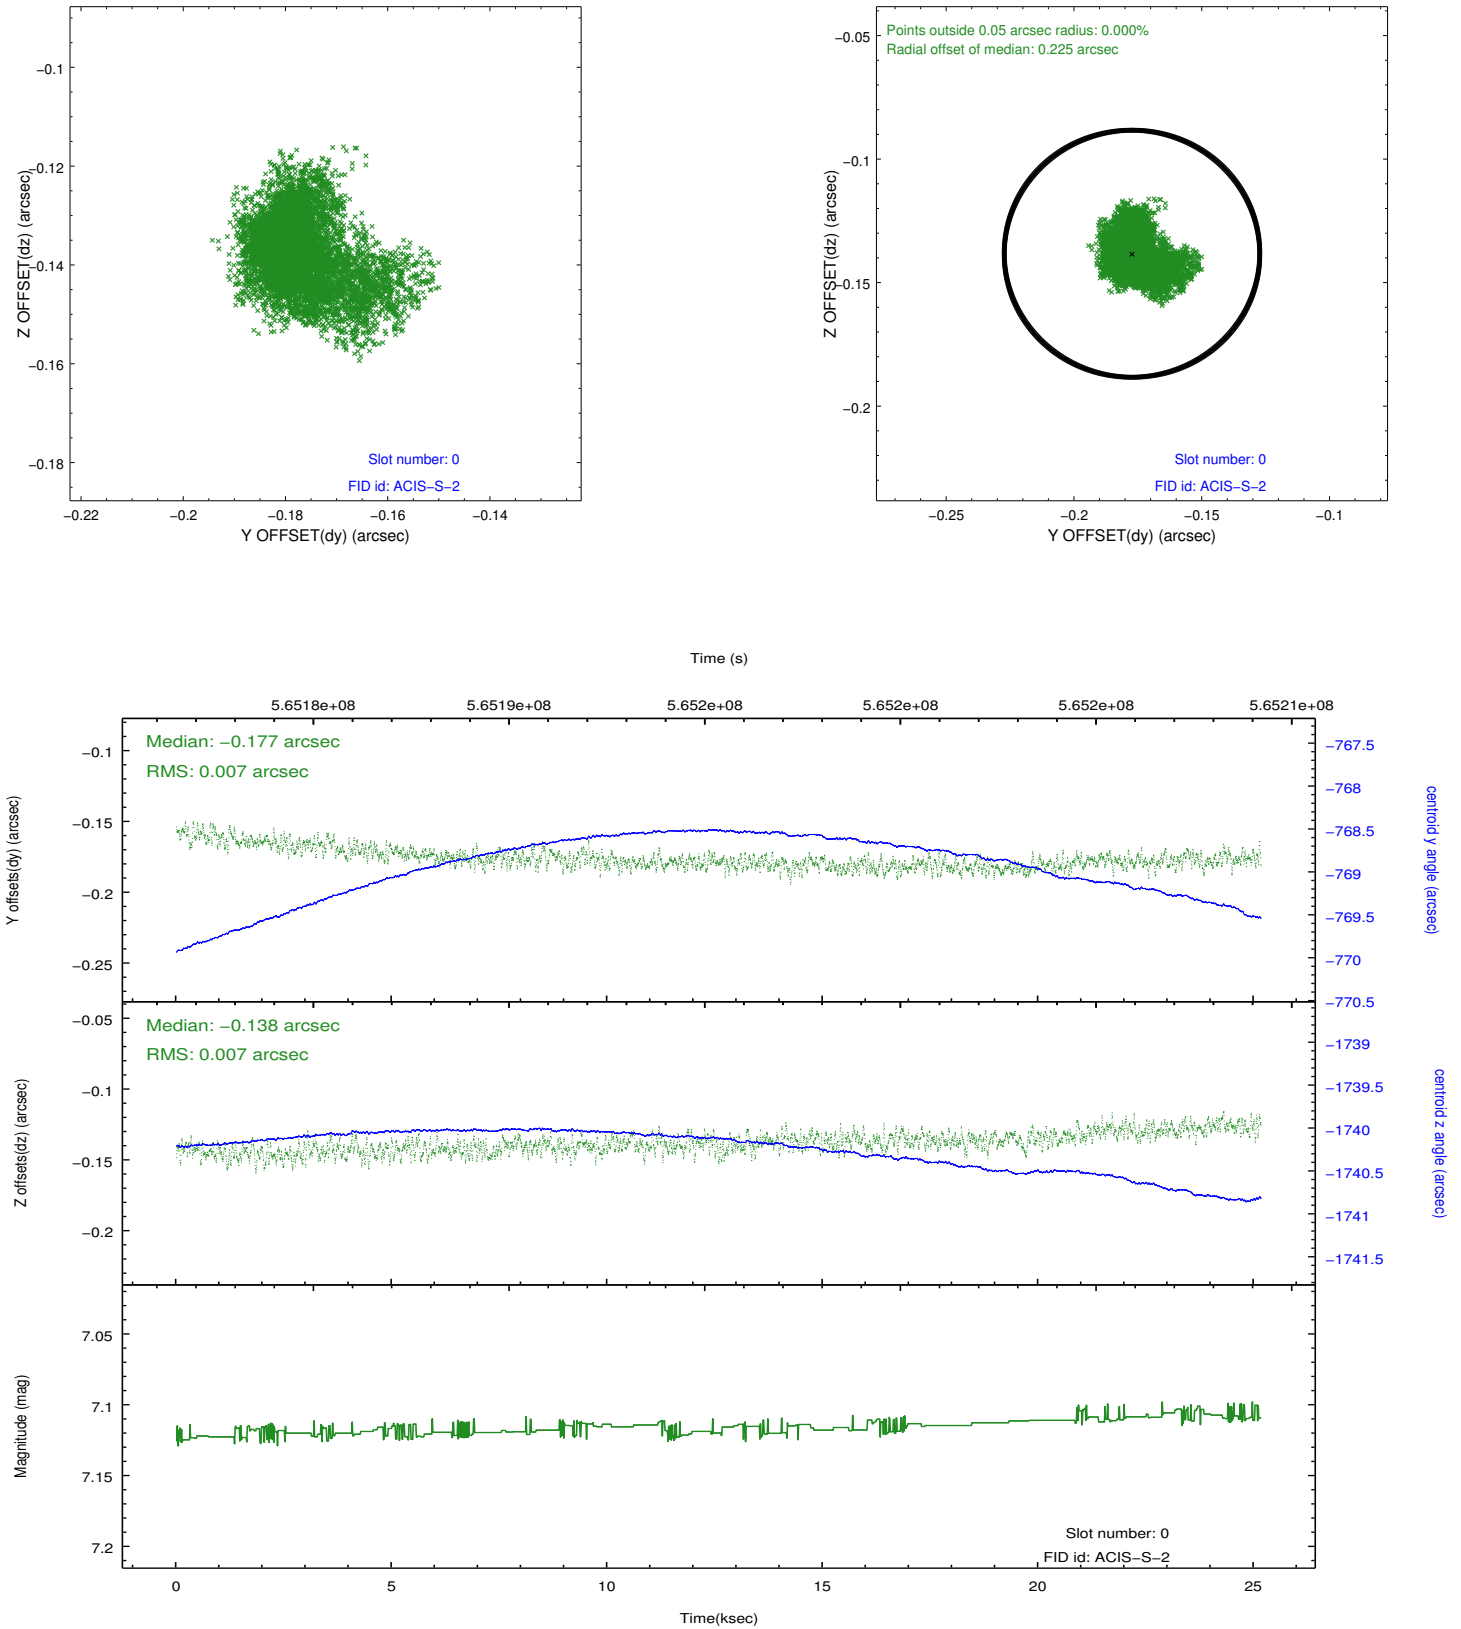 −0.1
−0.12
−0.14
−0.16
−0.18
Z OFFSET(dz) (arcsec)
Slot number: 0
FID id: ACIS−S−2
−0.22
−0.2
−0.18
−0.16
−0.14
Y OFFSET(dy) (arcsec)
Points outside 0.05 arcsec radius: 0.000%
Radial offset of median: 0.225 arcsec
−0.05
−0.1
−0.15
−0.2
Z OFFSET(dz) (arcsec)
Slot number: 0
FID id: ACIS−S−2
−0.25
−0.2
−0.15
−0.1
Y OFFSET(dy) (arcsec)
Time (s)
5.6518e+08
5.6519e+08
5.652e+08
5.652e+08
5.652e+08
5.6521e+08
Median: −0.177 arcsec
RMS: 0.007 arcsec
−0.1
−0.15
−0.2
−0.25
Y offsets(dy) (arcsec)
−767.5
−768
−768.5
−769
−769.5
−770
−770.5
centroid y angle (arcsec)
Median: −0.138 arcsec
RMS: 0.007 arcsec
−0.05
−0.1
−0.15
−0.2
Z offsets(dz) (arcsec)
−1739
−1739.5
−1740
−1740.5
−1741
−1741.5
centroid z angle (arcsec)
7.05
7.1
7.15
7.2
Magnitude (mag)
Slot number: 0
FID id: ACIS−S−2
0
5
10
15
20
25
Time(ksec)